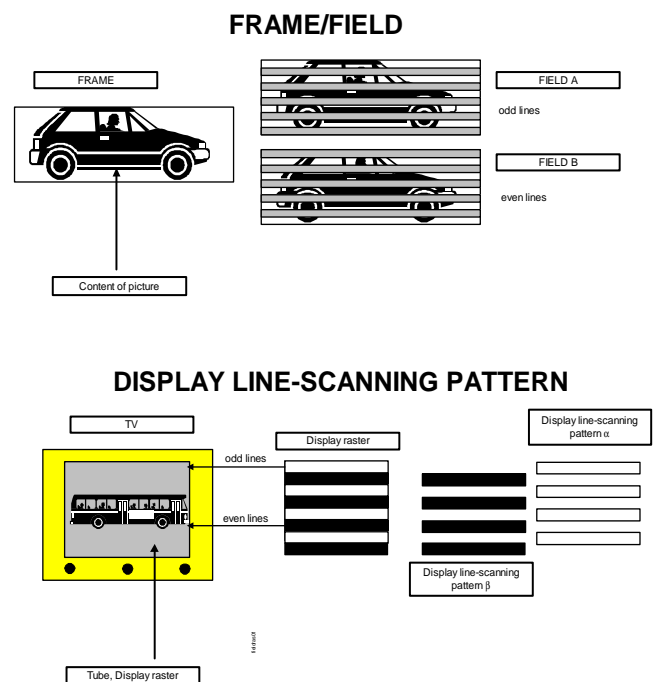 FRAME/FIELD
FRAME
FIELD A
odd lines
FIELD B
even lines
Content of picture
DISPLAY LINE-SCANNING PATTERN
TV
Display raster
Display line-scanning
pattern α
odd lines
even lines
Display line-scanning
pattern β
Tube, Display raster